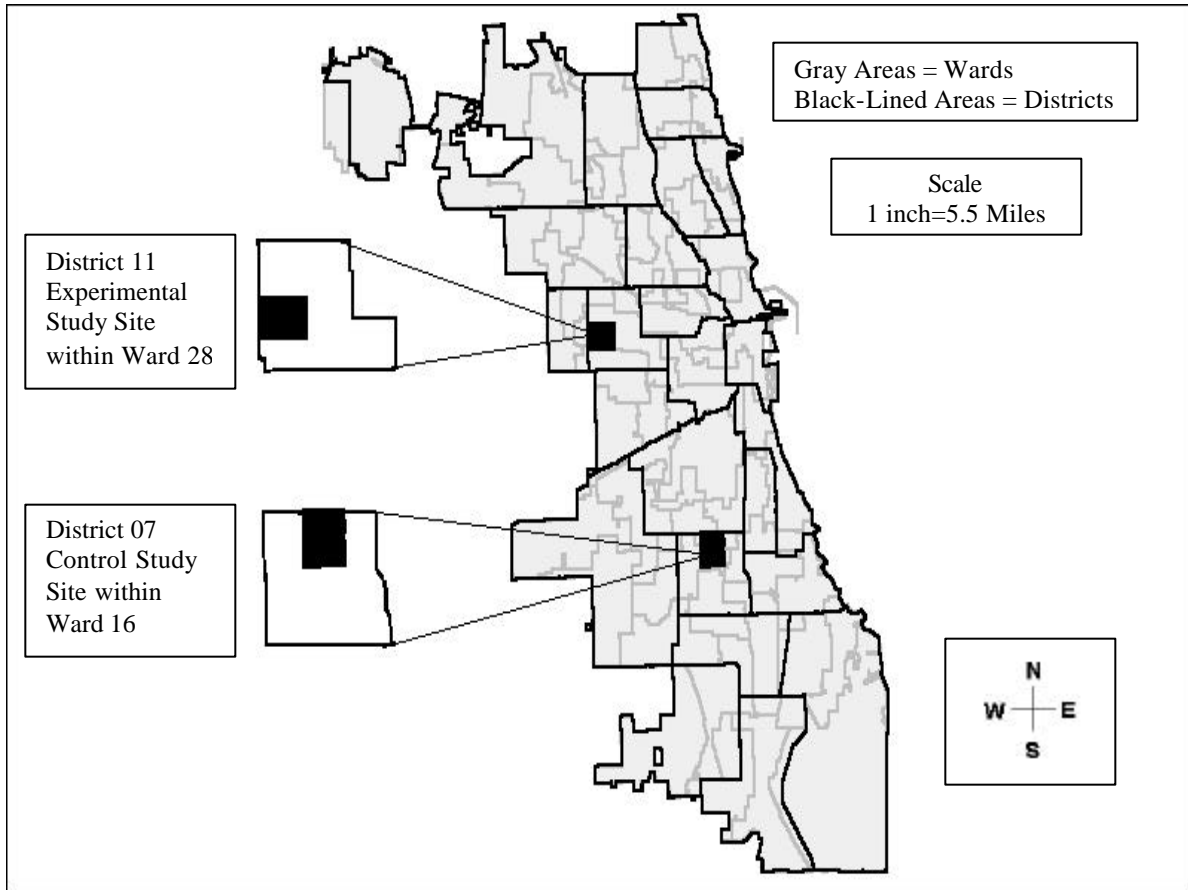 Gray Areas = Wards
Black-Lined Areas = Districts
Scale
1 inch=5.5 Miles
District 11
Experimental
Study Site
within Ward 28
District 07
Control Study
Site within
Ward 16
N
W E
S